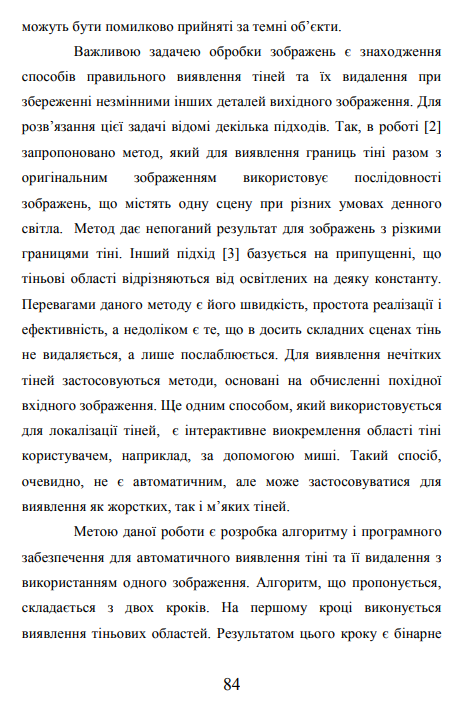 можуть бути помилково прийняті за темні об’єкти.
Важливою задачею обробки зображень є знаходження
способів правильного виявлення тіней та їх видалення при
збереженні незмінними інших деталей вихідного зображення. Для
розв’язання цієї задачі відомі декілька підходів. Так, в роботі [2]
запропоновано метод, який для виявлення границь тіні разом з
оригінальним зображенням використовує послідовності
зображень, що містять одну сцену при різних умовах денного
світла. Метод дає непоганий результат для зображень з різкими
границями тіні. Інший підхід [3] базується на припущенні, що
тіньові області відрізняються від освітлених на деяку константу.
Перевагами даного методу є його швидкість, простота реалізації і
ефективність, а недоліком є те, що в досить складних сценах тінь
не видаляється, а лише послаблюється. Для виявлення нечітких
тіней застосовуються методи, основані на обчисленні похідної
вхідного зображення. Ще одним способом, який використовується
для локалізації тіней, є інтерактивне виокремлення області тіні
користувачем, наприклад, за допомогою миші. Такий спосіб,
очевидно, не є автоматичним, але може застосовуватися для
виявлення як жорстких, так і м’яких тіней.
Метою даної роботи є розробка алгоритму і програмного
забезпечення для автоматичного виявлення тіні та її видалення з
використанням одного зображення. Алгоритм, що пропонується,
складається з двох кроків. На першому кроці виконується
виявлення тіньових областей. Результатом цього кроку є бінарне
84